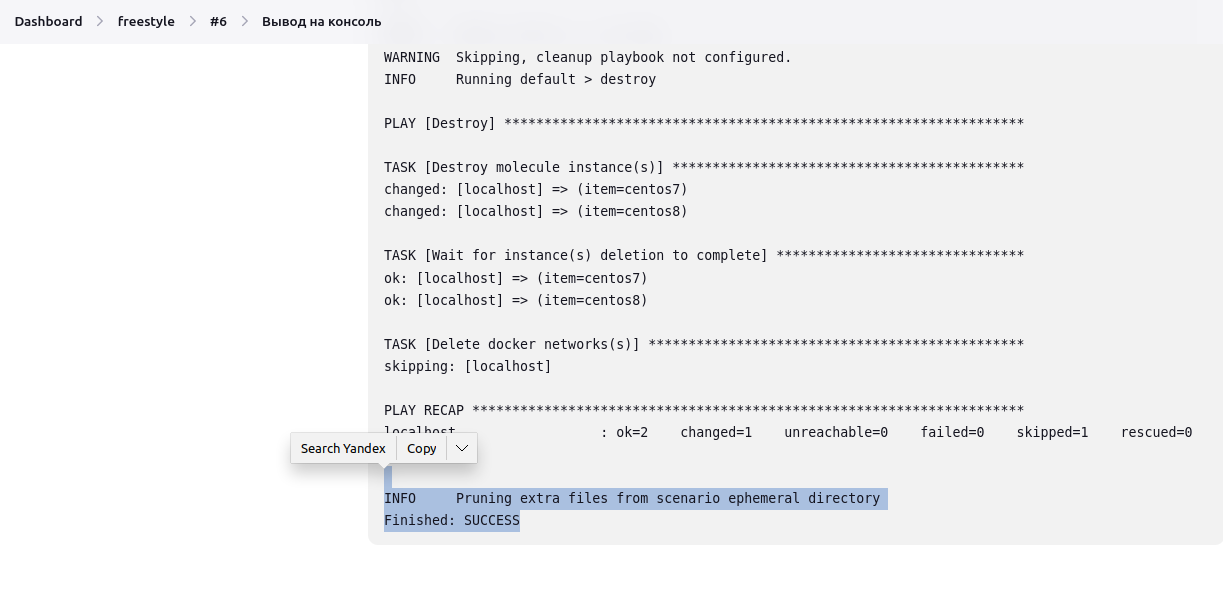 Dashboard > freestyle > #6 > Вывод на консоль
WARNING  Skipping, cleanup playbook not configured.
INFO     Running default > destroy
PLAY [Destroy] *****************************************************************
TASK [Destroy molecule instance(s)] ********************************************
changed: [localhost] => (item=centos7)
changed: [localhost] => (item=centos8)
TASK [Wait for instance(s) deletion to complete] *******************************
ok: [localhost] => (item=centos7)
ok: [localhost] => (item=centos8)
TASK [Delete docker networks(s)] ***********************************************
skipping: [localhost]
PLAY RECAP *********************************************************************
localhost                  : ok=2    changed=1    unreachable=0    failed=0    skipped=1    rescued=0
Search Yandex Copy
INFO     Pruning extra files from scenario ephemeral directory
Finished: SUCCESS